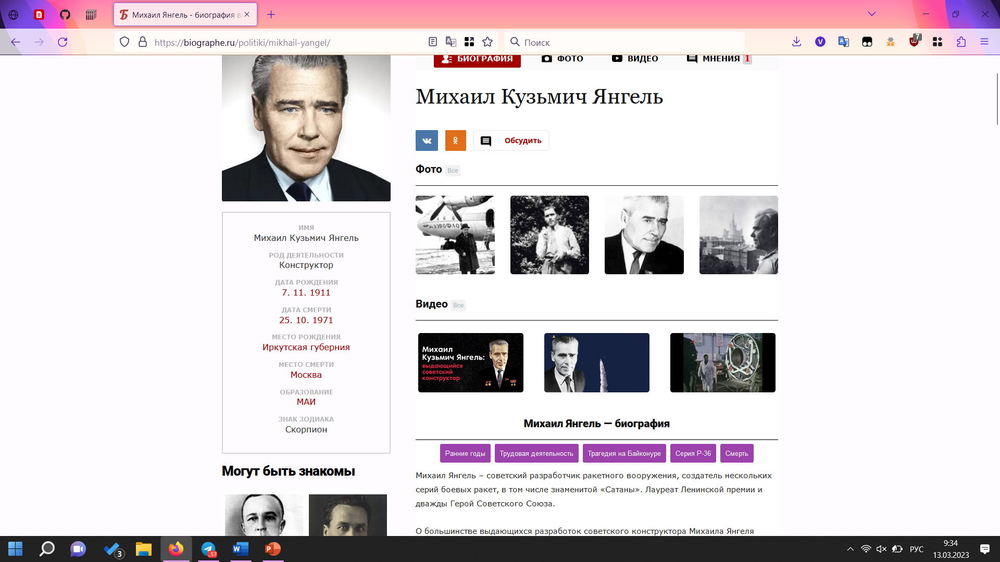 Михаил Янгель - биография в
https://biographe.ru/politiki/mikhail-yangel/
Поиск
7
БИОГРАФИЯ
ФОТО
ВИДЕО
МНЕНИЯ 1
Михаил Кузьмич Янгель
Обсудить
Фото Все
АЭРОФЛОТ
Видео Все
Михаил
Кузьмич Янгель:
выдающийся
советский
конструктор
Михаил Янгель — биография
Ранние годы
Трудовая деятельность
Трагедия на Байконуре
Серия Р-36
Смерть
Михаил Янгель – советский разработчик ракетного вооружения, создатель нескольких
серий боевых ракет, в том числе знаменитой «Сатаны». Лауреат Ленинской премии и
дважды Герой Советского Союза.
О большинстве выдающихся разработок советского конструктора Михаила Янгеля
ИМЯ
Михаил Кузьмич Янгель
РОД ДЕЯТЕЛЬНОСТИ
Конструктор
ДАТА РОЖДЕНИЯ
7. 11. 1911
ДАТА СМЕРТИ
25. 10. 1971
МЕСТО РОЖДЕНИЯ
Иркутская губерния
МЕСТО СМЕРТИ
Москва
ОБРАЗОВАНИЕ
МАИ
ЗНАК ЗОДИАКА
Скорпион
Могут быть знакомы
3
..57
РУС
9:34
13.03.2023